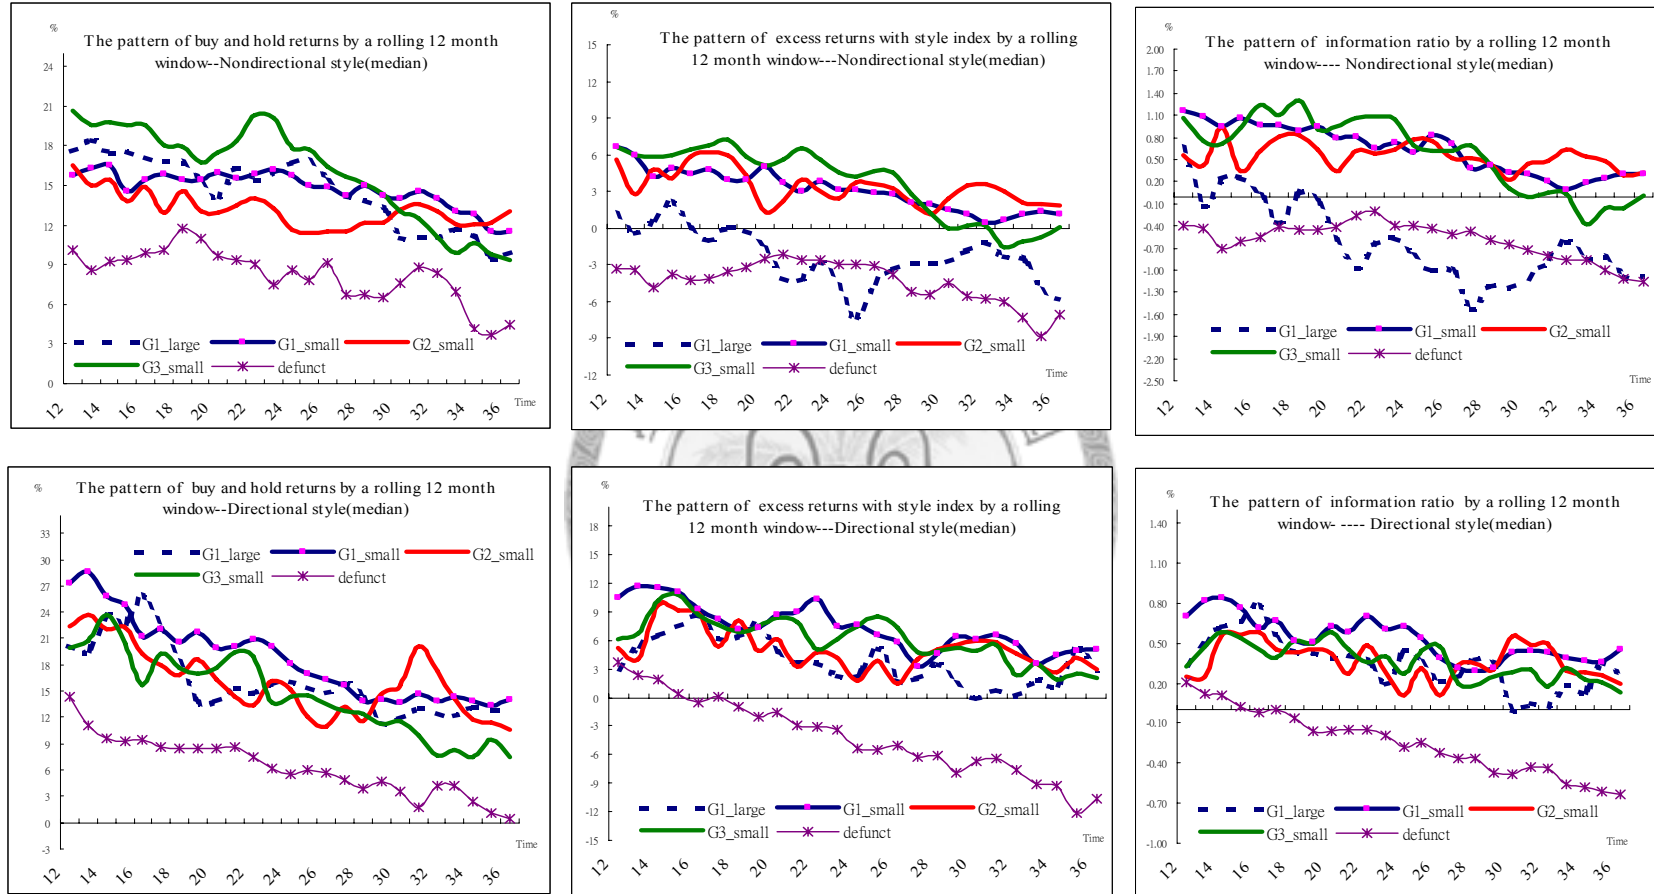 %
The pattern of buy and hold returns by a rolling 12 month
window--Nondirectional style(median)
24
21
18
15
12
9
6
3
0
G1_large G1_small G2_small
G3_small defunct
12 14 16 18 20 22 24 26 28 30 32 34 36
Time
%
The pattern of excess returns with style index by a rolling
12 month window---Nondirectional style(median)
15
12
9
6
3
0
-3
-6
-9
-12
G1_large G1_small G2_small
G3_small defunct
Time
12 14 16 18 20 22 24 26 28 30 32 34 36
%
The pattern of information ratio by a rolling 12 month
window---- Nondirectional style(median)
2.00
1.70
1.40
1.10
0.80
0.50
0.20
-0.10
-0.40
-0.70
-1.00
-1.30
-1.60
-1.90
-2.20
-2.50
G1_large G1_small G2_small
G3_small defunct
Time
12 14 16 18 20 22 24 26 28 30 32 34 36
%
The pattern of buy and hold returns by a rolling 12 month
window--Directional style(median)
33
30
27
24
21
18
15
12
9
6
3
0
-3
G1_large G1_small G2_small
G3_small defunct
Time
12 14 16 18 20 22 24 26 28 30 32 34 36
%
The pattern of excess returns with style index by a rolling
12 month window---Directional style(median)
18
15
12
9
6
3
0
-3
-6
-9
-12
-15
G1_large G1_small G2_small
G3_small defunct
Time
12 14 16 18 20 22 24 26 28 30 32 34 36
%
The pattern of information ratio by a rolling 12 month
window- ---- Directional style(median)
1.40
1.10
0.80
0.50
0.20
-0.10
-0.40
-0.70
-1.00
G1_large G1_small G2_small
G3_small defunct
Time
12 14 16 18 20 22 24 26 28 30 32 34 36